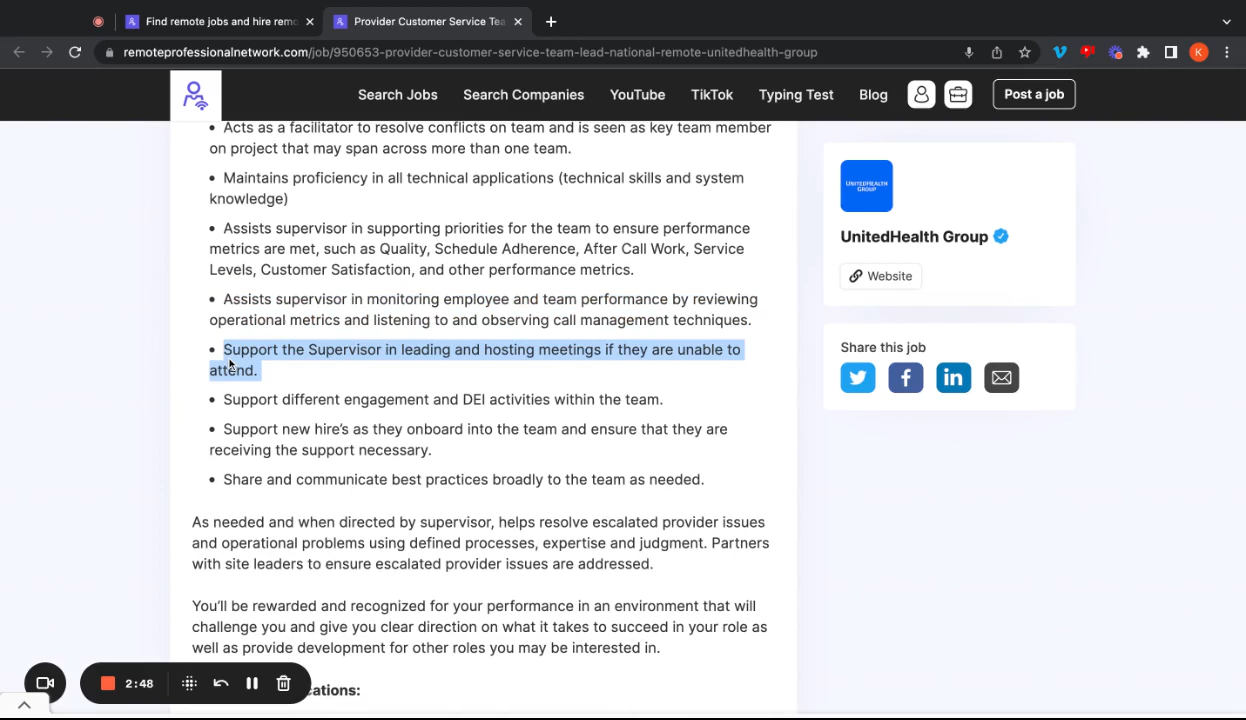 Find remote jobs and hire remo
Provider Customer Service Tea
remoteprofessionalnetwork.com/job/950653-provider-customer-service-team-lead-national-remote-unitedhealth-group
K
Search Jobs
Search Companies
YouTube
TikTok
Typing Test
Blog
Post a job
• Acts as a facilitator to resolve conflicts on team and is seen as key team member
on project that may span across more than one team.
• Maintains proficiency in all technical applications (technical skills and system
knowledge)
• Assists supervisor in supporting priorities for the team to ensure performance
metrics are met, such as Quality, Schedule Adherence, After Call Work, Service
Levels, Customer Satisfaction, and other performance metrics.
• Assists supervisor in monitoring employee and team performance by reviewing
operational metrics and listening to and observing call management techniques.
• Support the Supervisor in leading and hosting meetings if they are unable to
attend.
• Support different engagement and DEI activities within the team.
• Support new hire's as they onboard into the team and ensure that they are
receiving the support necessary.
• Share and communicate best practices broadly to the team as needed.
As needed and when directed by supervisor, helps resolve escalated provider issues
and operational problems using defined processes, expertise and judgment. Partners
with site leaders to ensure escalated provider issues are addressed.
You'll be rewarded and recognized for your performance in an environment that will
challenge you and give you clear direction on what it takes to succeed in your role as
well as provide development for other roles you may be interested in.
cations:
UNITEDHEALTH
GROUP
UnitedHealth Group
Website
Share this job
2:48